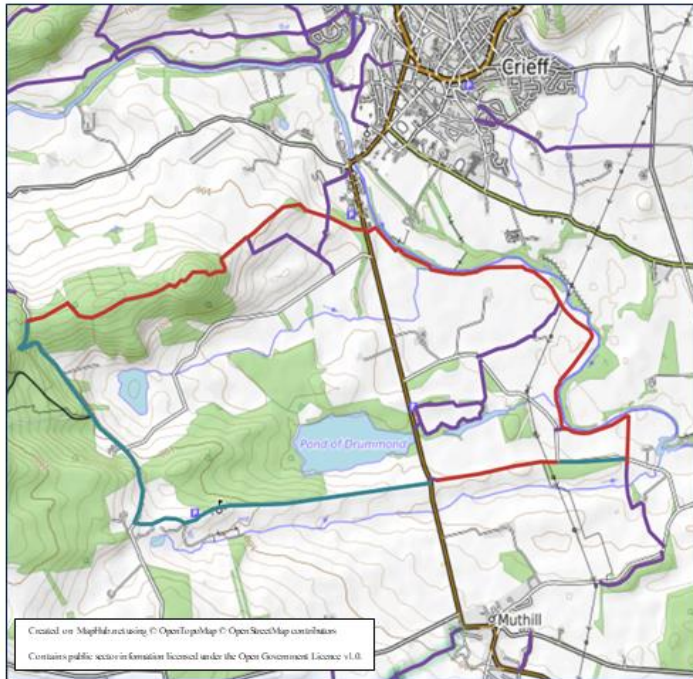 Crieff
Pond of Drummond
Muthill
Created on MapHub.net using © OpenTopoMap © OpenStreetMap contributors
Contains public sector information licensed under the Open Government Licence v1.0.